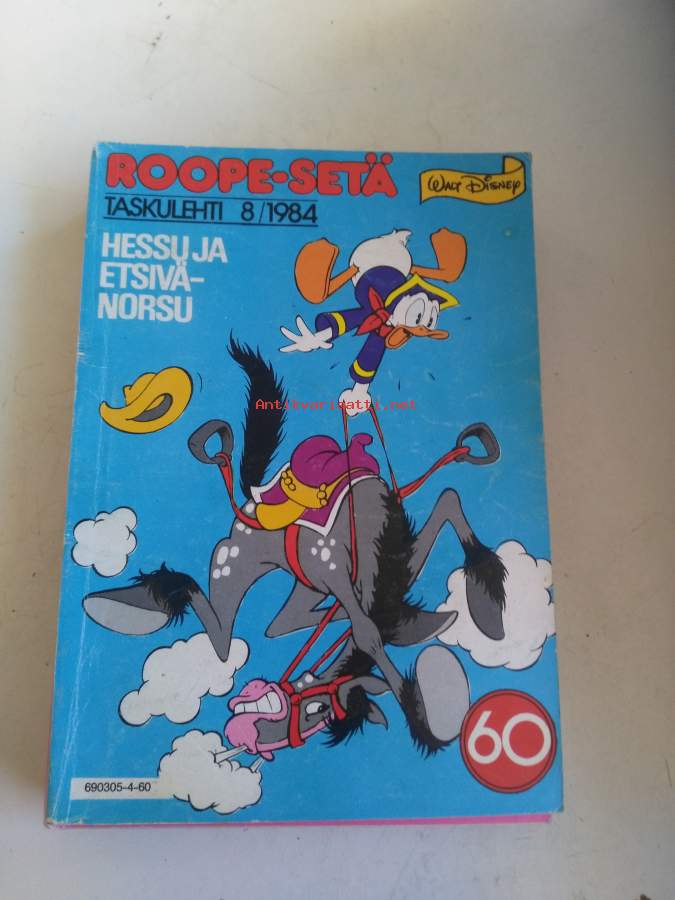 ROOPE-SETÄ
WALT DISNEY
TASKULEHTI 8/1984
HESSU JA
ETSIVÄ-
NORSU
Antikvariaatti.net
60
690305-4-60